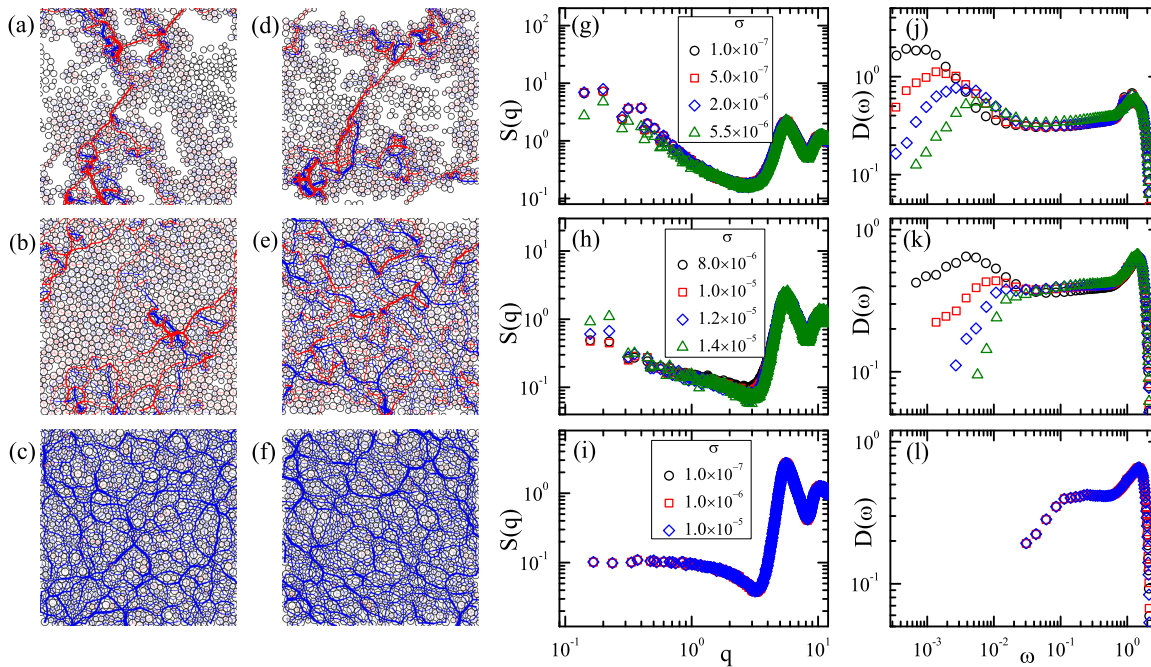 (a)
(d)
(g)
σ
1.0×10⁻⁷
5.0×10⁻⁷
2.0×10⁻⁶
5.5×10⁻⁶
S(q)
10³
10²
10¹
10⁰
10⁻¹
(j)
D(ω)
10⁰
10⁻¹
(b)
(e)
(h)
σ
8.0×10⁻⁶
1.0×10⁻⁵
1.2×10⁻⁵
1.4×10⁻⁵
S(q)
10¹
10⁰
10⁻¹
(k)
D(ω)
10⁰
10⁻¹
(c)
(f)
(i)
σ
1.0×10⁻⁷
1.0×10⁻⁶
1.0×10⁻⁵
S(q)
10¹
10⁰
10⁻¹
10⁻¹
10⁰
10¹
q
(l)
D(ω)
10⁰
10⁻¹
10⁻³
10⁻²
10⁻¹
10⁰
ω